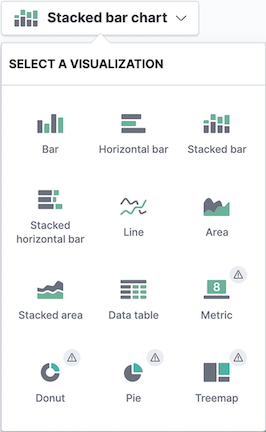 Stacked bar chart
SELECT A VISUALIZATION
Bar
Horizontal bar
Stacked bar
Stacked
horizontal bar
Line
Area
Stacked area
Data table
8
Metric
Donut
Pie
Treemap